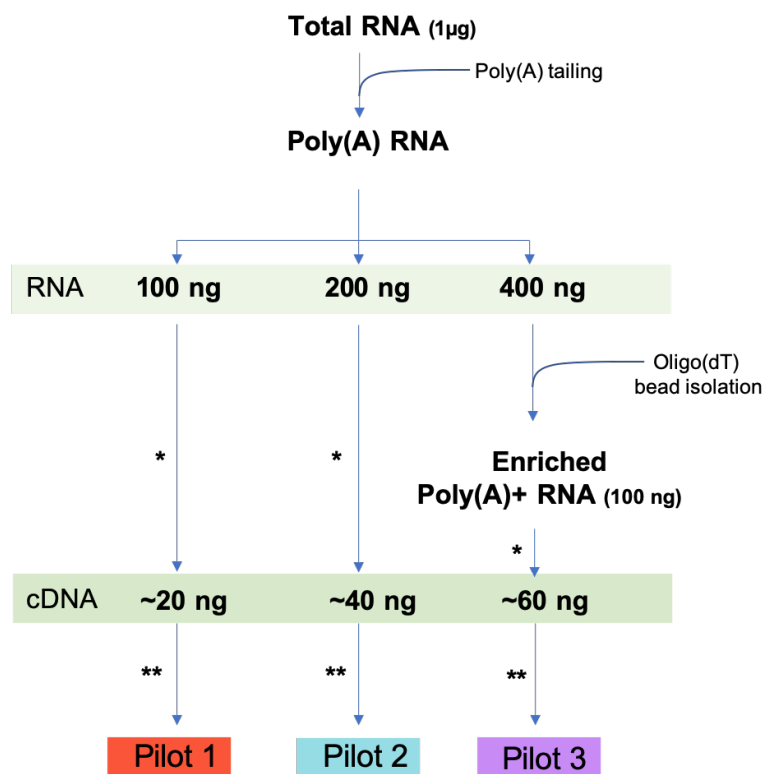 Total RNA (1µg)
Poly(A) tailing
Poly(A) RNA
RNA 100 ng 200 ng 400 ng
Oligo(dT)
bead isolation
* *
Enriched
Poly(A)+ RNA (100 ng)
*
cDNA ~20 ng ~40 ng ~60 ng
** ** **
Pilot 1 Pilot 2 Pilot 3